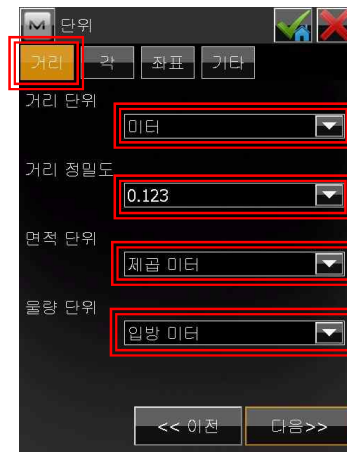 M 단위
거리 각 좌표 기타
거리 단위
미터
거리 정밀도
0.123
면적 단위
제곱 미터
물량 단위
입방 미터
<< 이전 다음>>